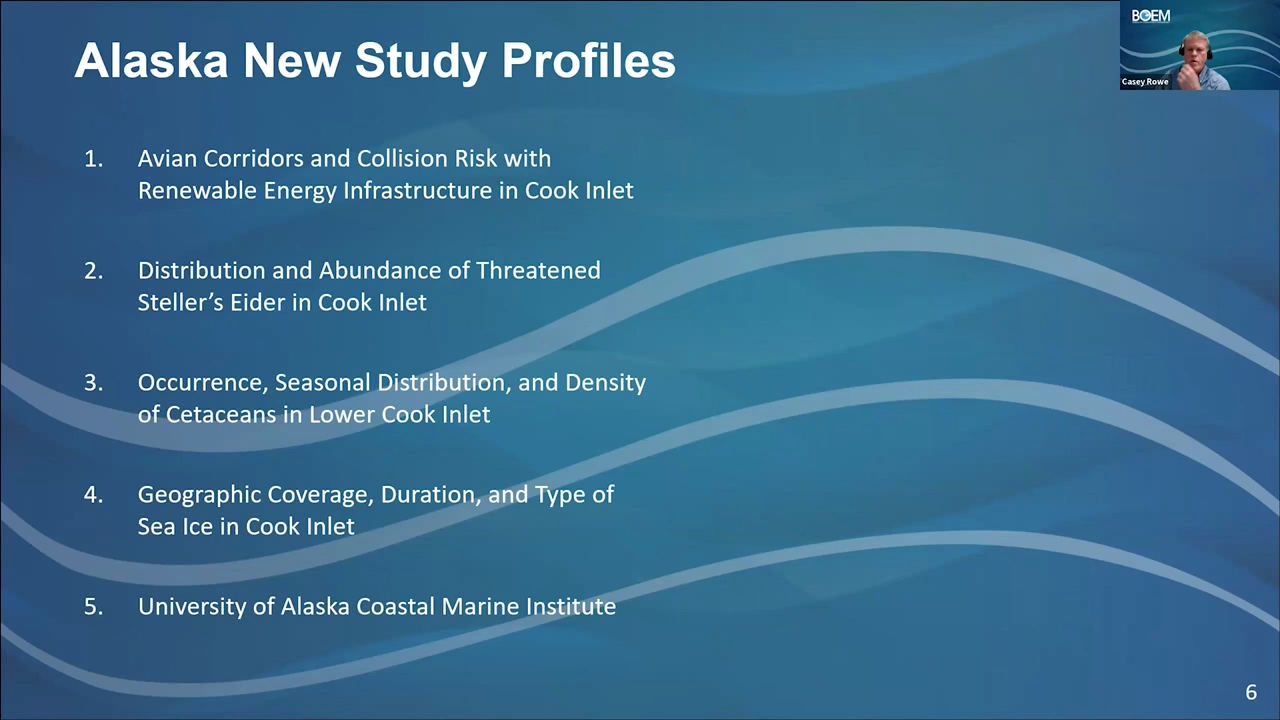 Alaska New Study Profiles
BOEM
Casey Rowe
1. Avian Corridors and Collision Risk with
Renewable Energy Infrastructure in Cook Inlet
2. Distribution and Abundance of Threatened
Steller’s Eider in Cook Inlet
3. Occurrence, Seasonal Distribution, and Density
of Cetaceans in Lower Cook Inlet
4. Geographic Coverage, Duration, and Type of
Sea Ice in Cook Inlet
5. University of Alaska Coastal Marine Institute
6